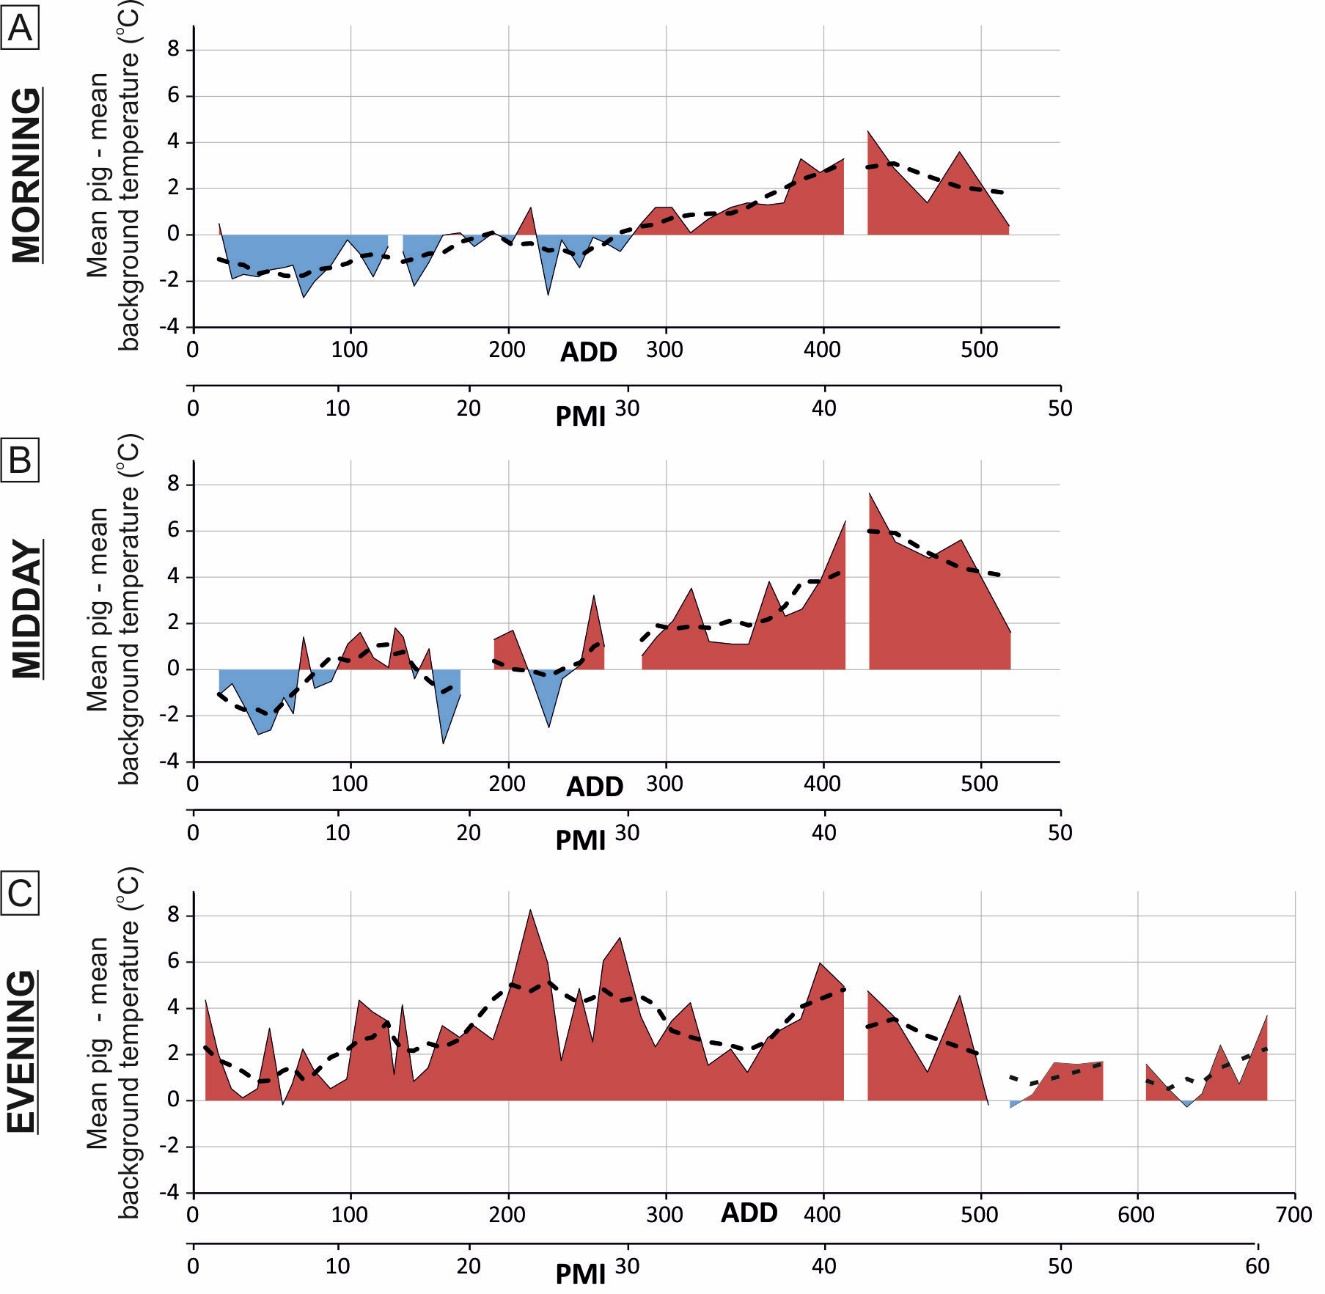 A
MORNING
Mean pig - mean
background temperature (°C)
8
6
4
2
0
-2
-4
0 100 200 ADD 300 400 500
0 10 20 PMI 30 40 50
B
MIDDAY
Mean pig - mean
background temperature (°C)
8
6
4
2
0
-2
-4
0 100 200 ADD 300 400 500
0 10 20 PMI 30 40 50
C
EVENING
Mean pig - mean
background temperature (°C)
8
6
4
2
0
-2
-4
0 100 200 300 ADD 400 500 600 700
0 10 20 PMI 30 40 50 60